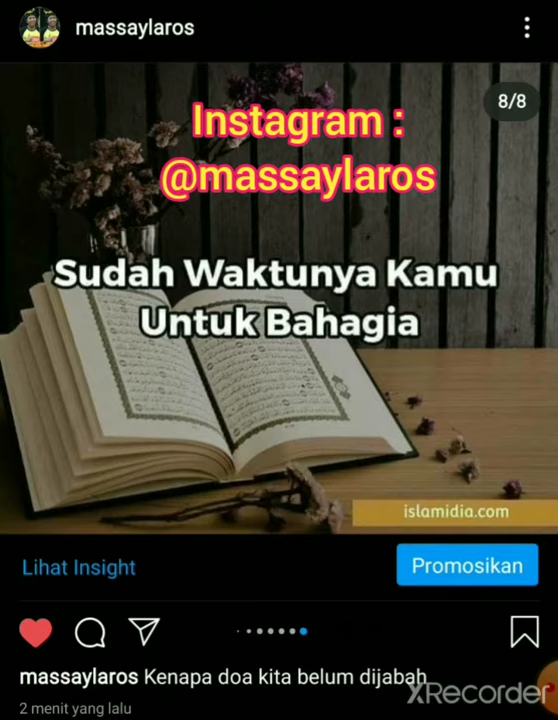 massaylaros
8/8
Instagram :
@massaylaros
Sudah Waktunya Kamu
Untuk Bahagia
islamidia.com
Lihat Insight
Promosikan
massaylaros Kenapa doa kita belum dijabah
XRecorder
2 menit yang lalu